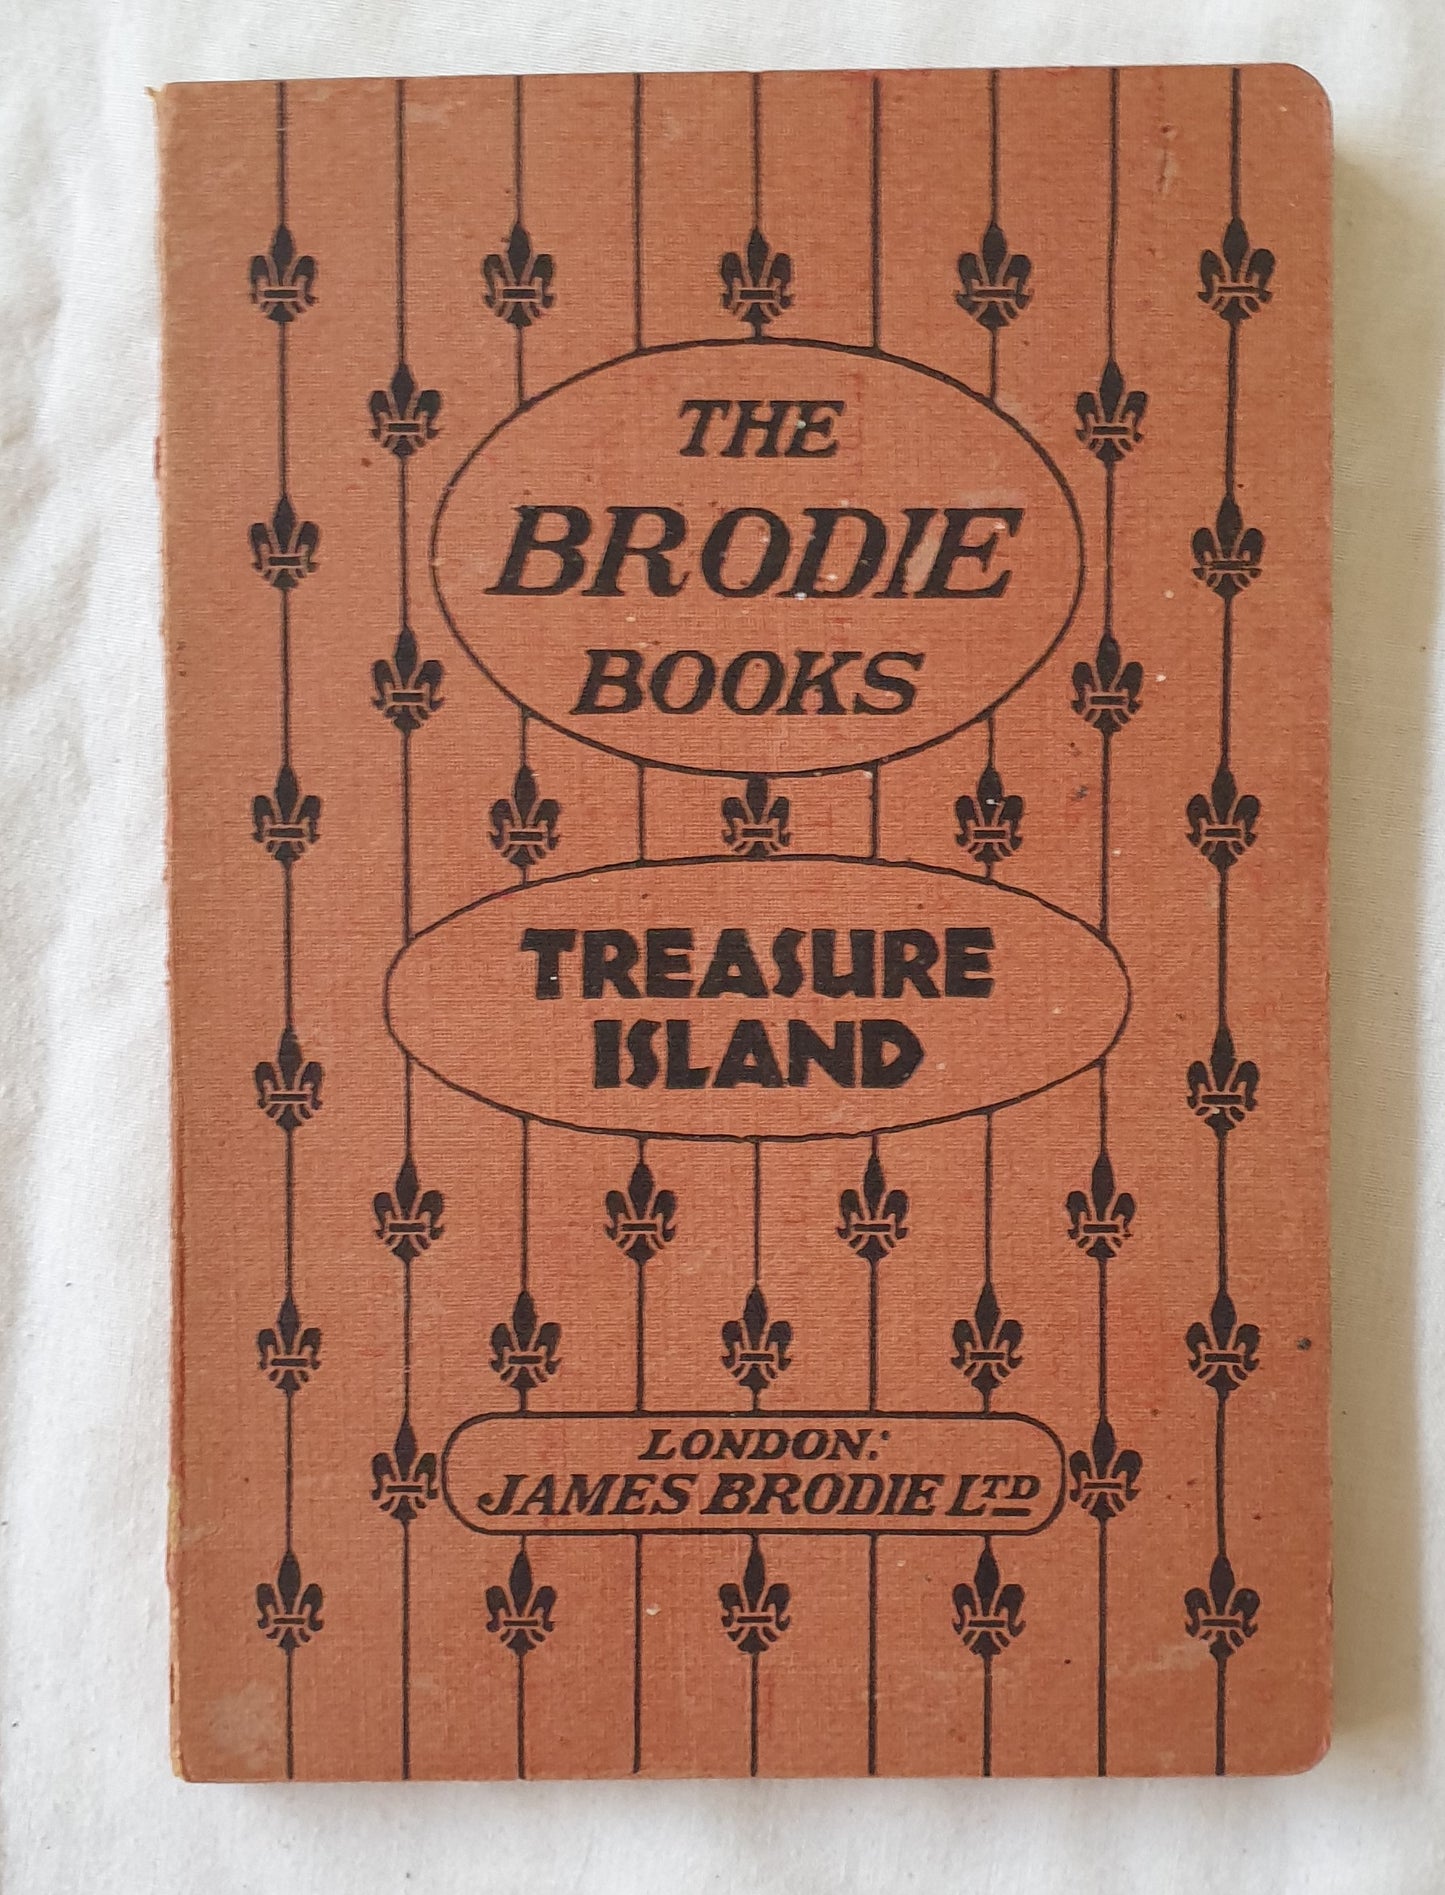 THE
BRODIE
BOOKS
TREASURE
ISLAND
LONDON:
JAMES BRODIE LTD